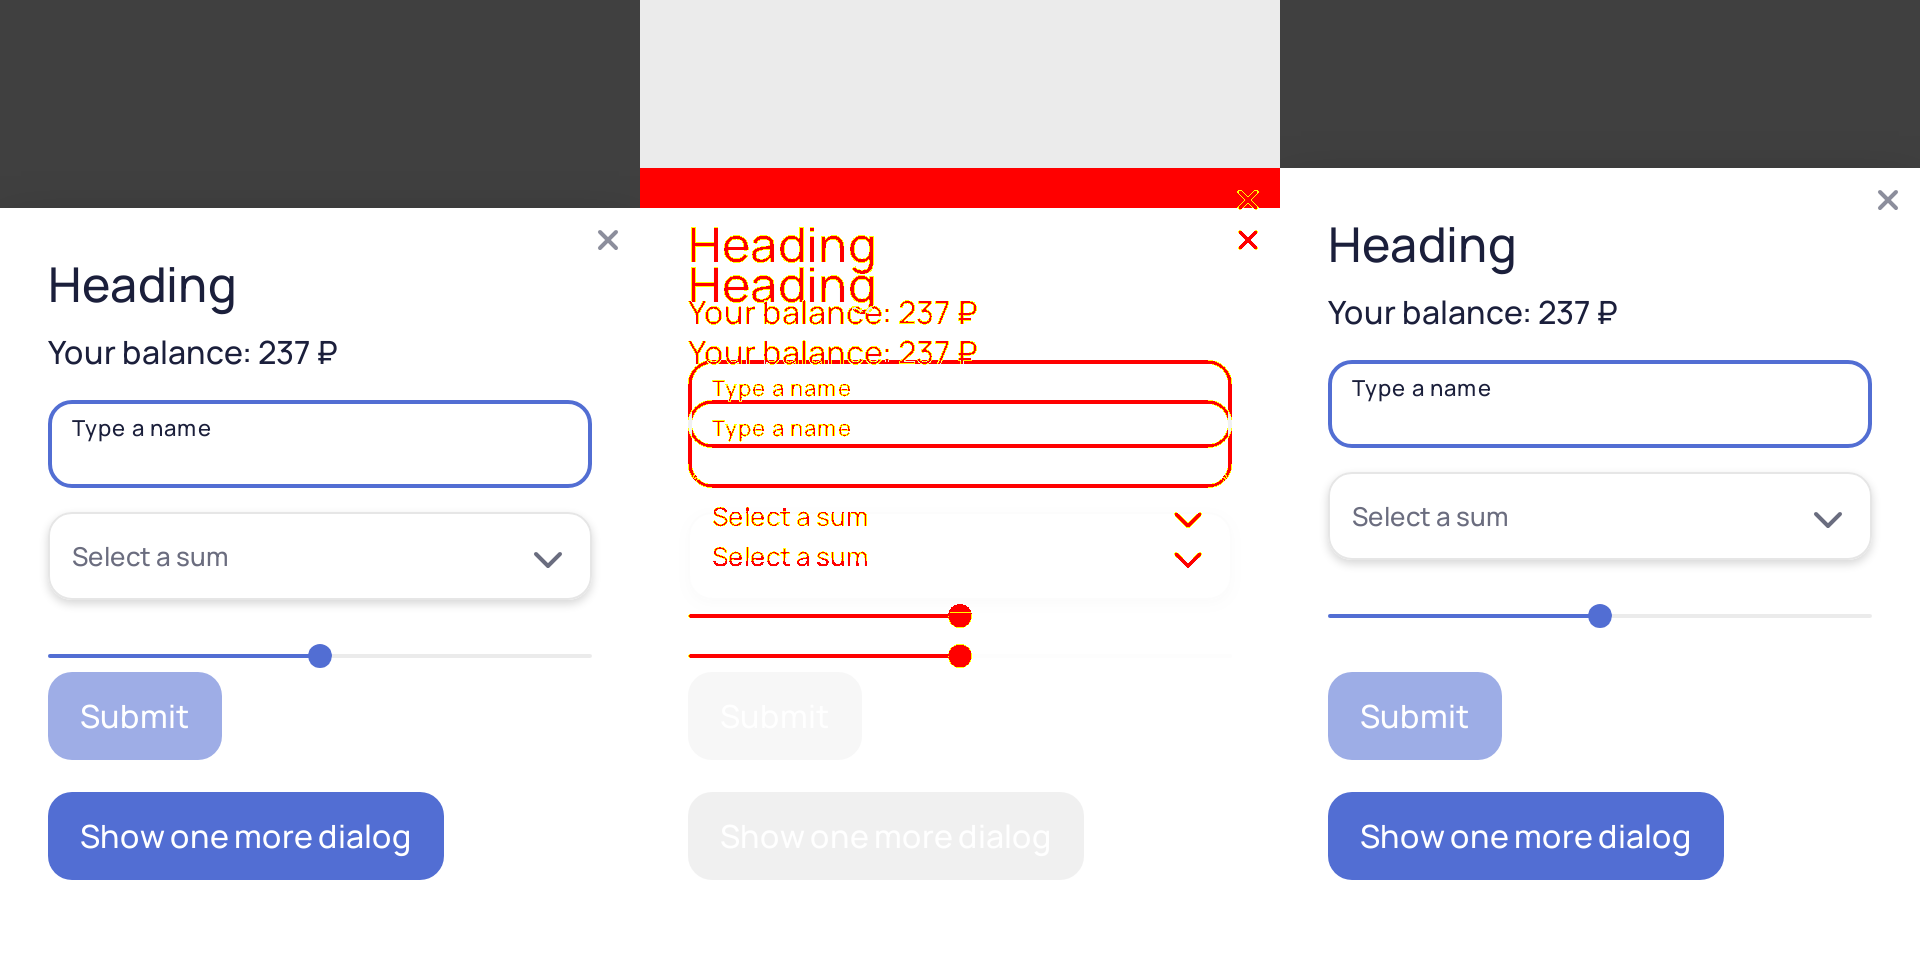 Heading
Your balance: 237 ₽
Type a name
Select a sum
Submit
Show one more dialog
Heading
Heading
Your balance: 237 ₽
Your balance: 237 ₽
Type a name
Type a name
Select a sum
Select a sum
Submit
Show one more dialog
Heading
Your balance: 237 ₽
Type a name
Select a sum
Submit
Show one more dialog